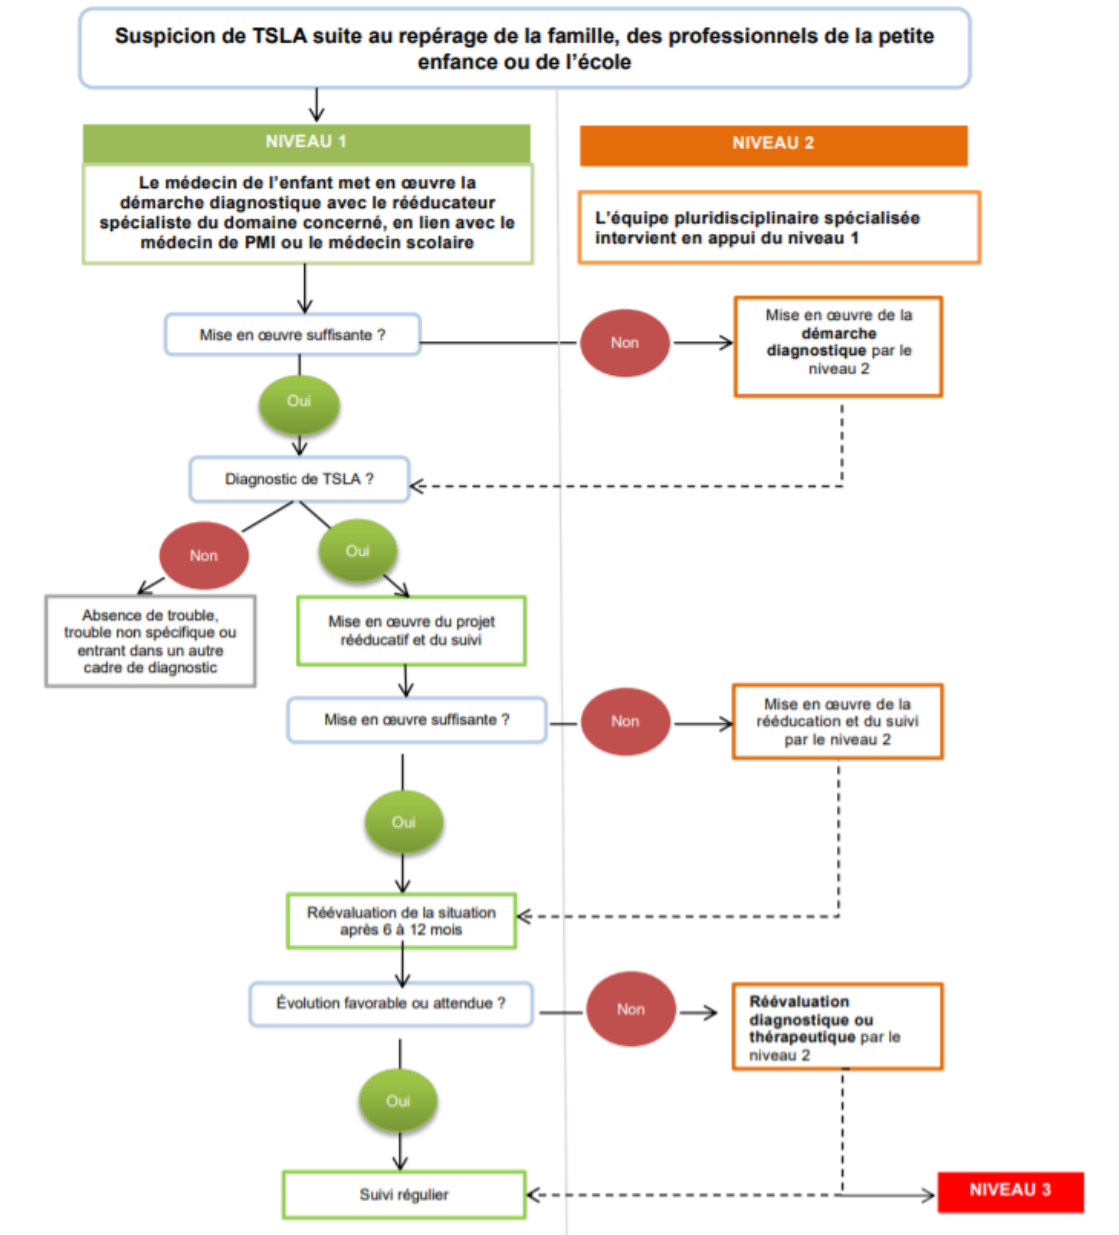 Suspicion de TSLA suite au repérage de la famille, des professionnels de la petite
enfance ou de l'école
NIVEAU 1
NIVEAU 2
Le médecin de l'enfant met en œuvre la
démarche diagnostique avec le rééducateur
spécialiste du domaine concerné, en lien avec le
médecin de PMI ou le médecin scolaire
L'équipe pluridisciplinaire spécialisée
intervient en appui du niveau 1
Mise en œuvre suffisante ?
Non
Mise en œuvre de la
démarche
diagnostique par le
niveau 2
Oui
Diagnostic de TSLA ?
Non
Oui
Absence de trouble,
trouble non spécifique ou
entrant dans un autre
cadre de diagnostic
Mise en œuvre du projet
rééducatif et du suivi
Mise en œuvre suffisante ?
Non
Mise en œuvre de la
rééducation et du suivi
par le niveau 2
Oui
Réévaluation de la situation
après 6 à 12 mois
Évolution favorable ou attendue ?
Non
Réévaluation
diagnostique ou
thérapeutique par le
niveau 2
Oui
Suivi régulier
NIVEAU 3